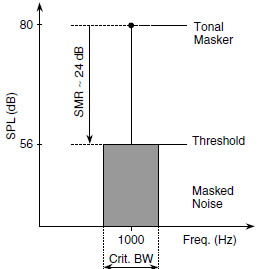 80
Tonal
Masker
SMR ~ 24 dB
SPL (dB)
56
Threshold
Masked
Noise
1000
Freq. (Hz)
Crit. BW